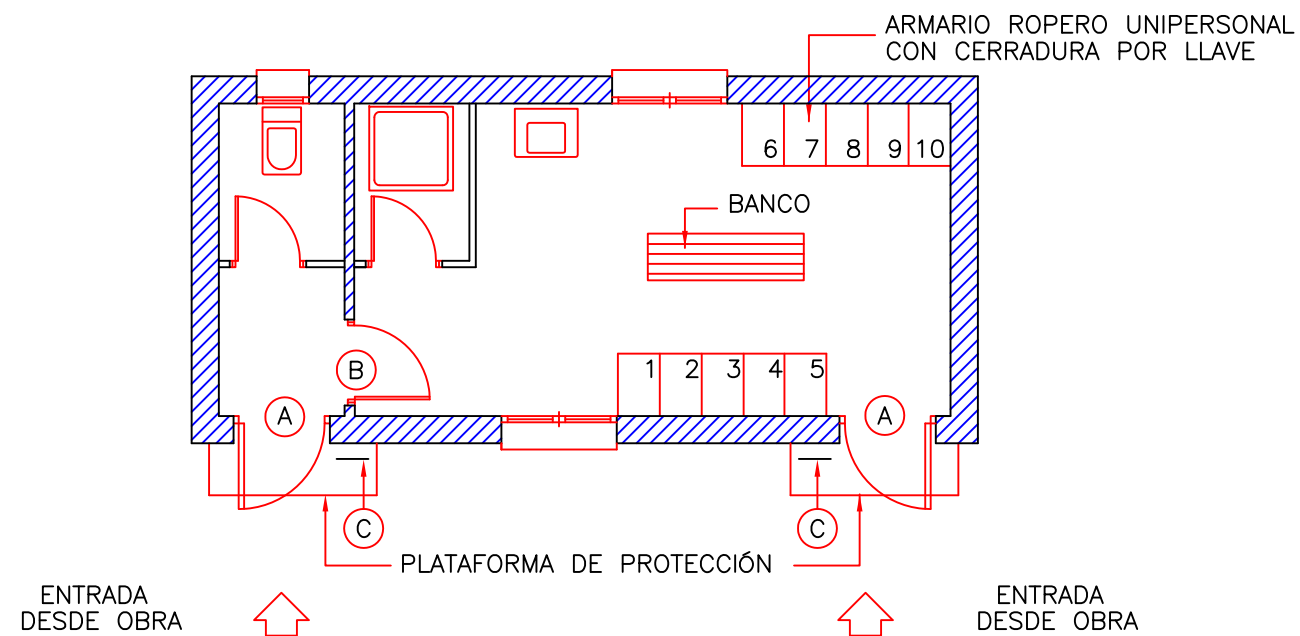 ARMARIO ROPERO UNIPERSONAL
CON CERRADURA POR LLAVE
6 7 8 9 10
BANCO
1 2 3 4 5
B
A
A
C
C
PLATAFORMA DE PROTECCIÓN
ENTRADA
DESDE OBRA
ENTRADA
DESDE OBRA